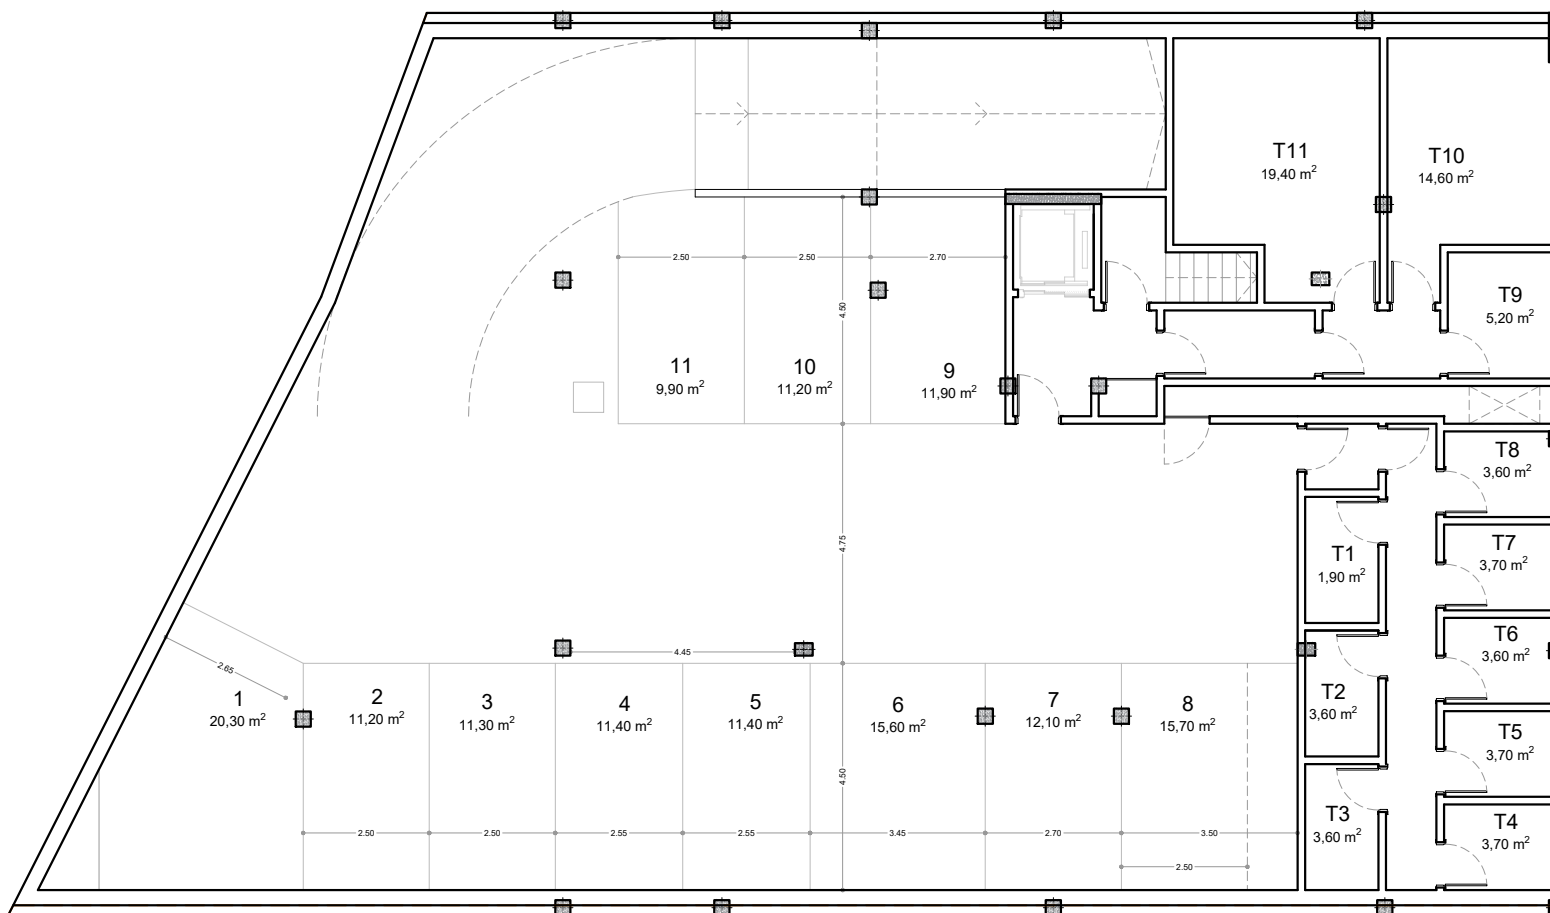 T11
19,40 m²
T10
14,60 m²
2.50
2.50
2.70
4.50
T9
5,20 m²
11
9,90 m²
10
11,20 m²
9
11,90 m²
T8
3,60 m²
4.75
T1
1,90 m²
T7
3,70 m²
T6
3,60 m²
4.45
2.65
1
20,30 m²
2
11,20 m²
3
11,30 m²
4
11,40 m²
5
11,40 m²
6
15,60 m²
7
12,10 m²
8
15,70 m²
T2
3,60 m²
T5
3,70 m²
4.50
T3
3,60 m²
T4
3,70 m²
2.50
2.50
2.55
2.55
3.45
2.70
3.50
2.50